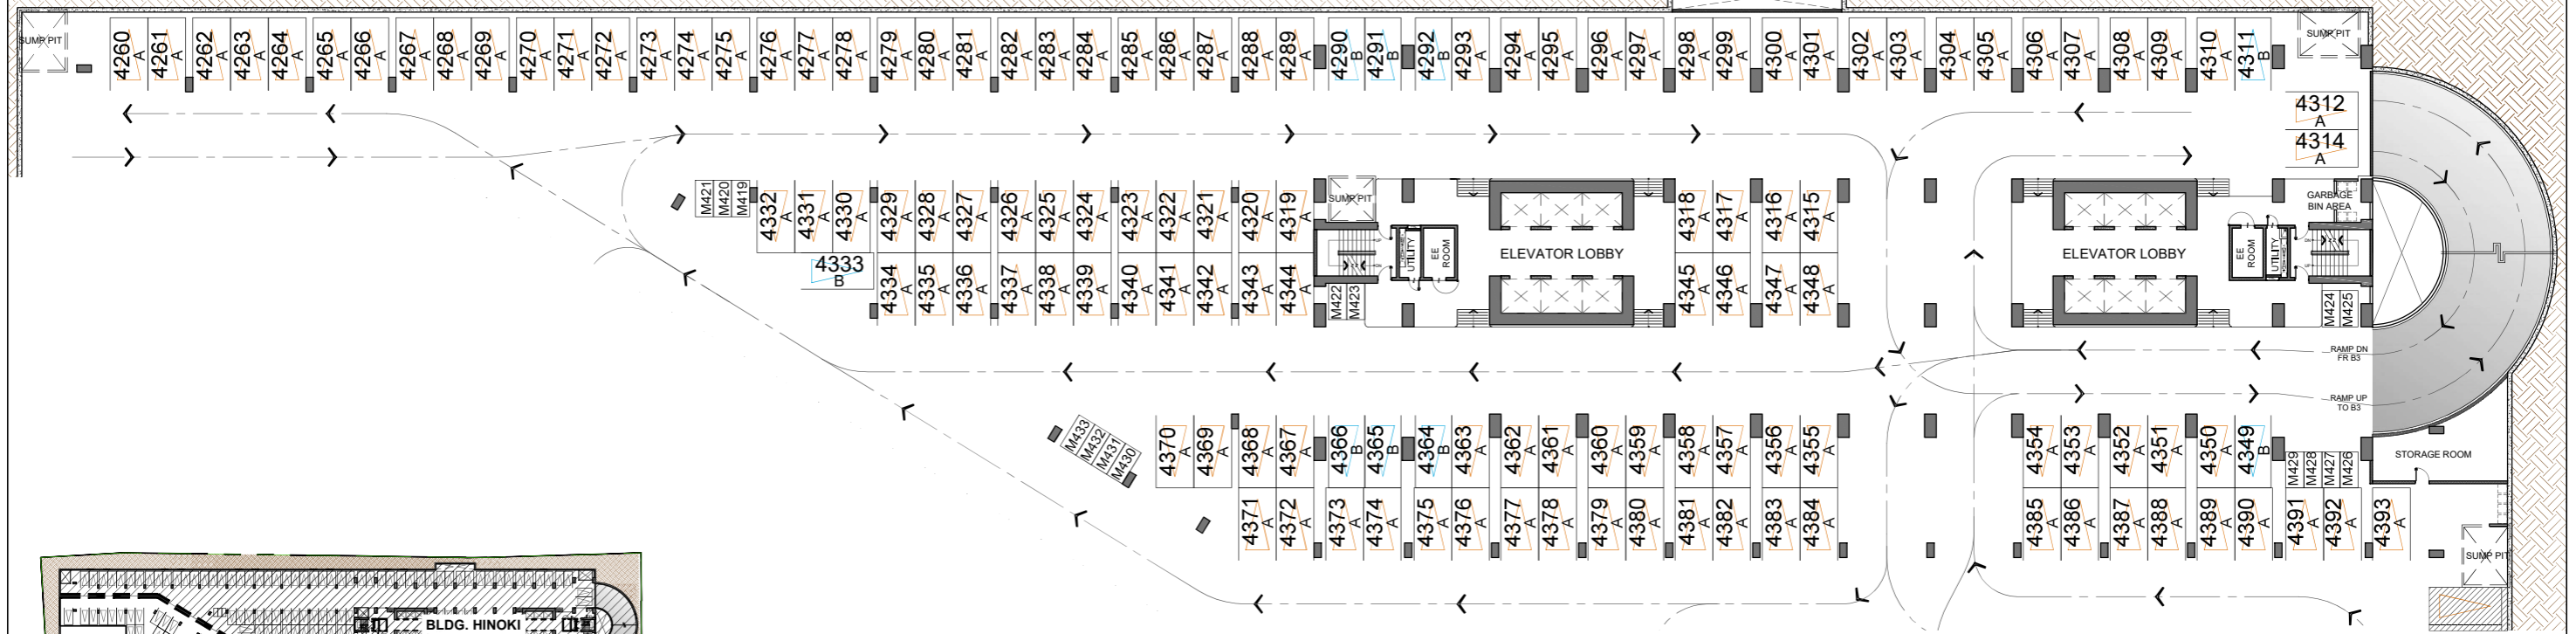 SUMP PIT
4260 A
4261 A
4262 A
4263 A
4264 A
4265 A
4266 A
4267 A
4268 A
4269 A
4270 A
4271 A
4272 A
4273 A
4274 A
4275 A
4276 A
4277 A
4278 A
4279 A
4280 A
4281 A
4282 A
4283 A
4284 A
4285 A
4286 A
4287 A
4288 A
4289 A
4290 B
4291 B
4292 B
4293 A
4294 A
4295 A
4296 A
4297 A
4298 A
4299 A
4300 A
4301 A
4302 A
4303 A
4304 A
4305 A
4306 A
4307 A
4308 A
4309 A
4310 A
4311 B
SUMP PIT
4312
A
4314
A
M421
M420
M419
4332 A
4331 A
4330 A
4329 A
4328 A
4327 A
4326 A
4325 A
4324 A
4323 A
4322 A
4321 A
4320 A
4319 A
SUMP PIT
4318 A
4317 A
4316 A
4315 A
GARBAGE
BIN AREA
4333
B
4334 A
4335 A
4336 A
4337 A
4338 A
4339 A
4340 A
4341 A
4342 A
4343 A
4344 A
UP
DN
UTILITY
EE
ROOM
ELEVATOR LOBBY
4345 A
4346 A
4347 A
4348 A
ELEVATOR LOBBY
EE
ROOM
UTILITY
DN
UP
M422
M423
M424
M425
RAMP DN
FR B3
RAMP UP
TO B3
M433
M432
M431
M430
4370 A
4369 A
4368 A
4367 A
4366 B
4365 B
4364 B
4363 A
4362 A
4361 A
4360 A
4359 A
4358 A
4357 A
4356 A
4355 A
4354 A
4353 A
4352 A
4351 A
4350 A
4349 B
M429
M428
M427
M426
STORAGE ROOM
4371 A
4372 A
4373 A
4374 A
4375 A
4376 A
4377 A
4378 A
4379 A
4380 A
4381 A
4382 A
4383 A
4384 A
4385 A
4386 A
4387 A
4388 A
4389 A
4390 A
4391 A
4392 A
4393 A
SUMP PIT
BLDG. HINOKI